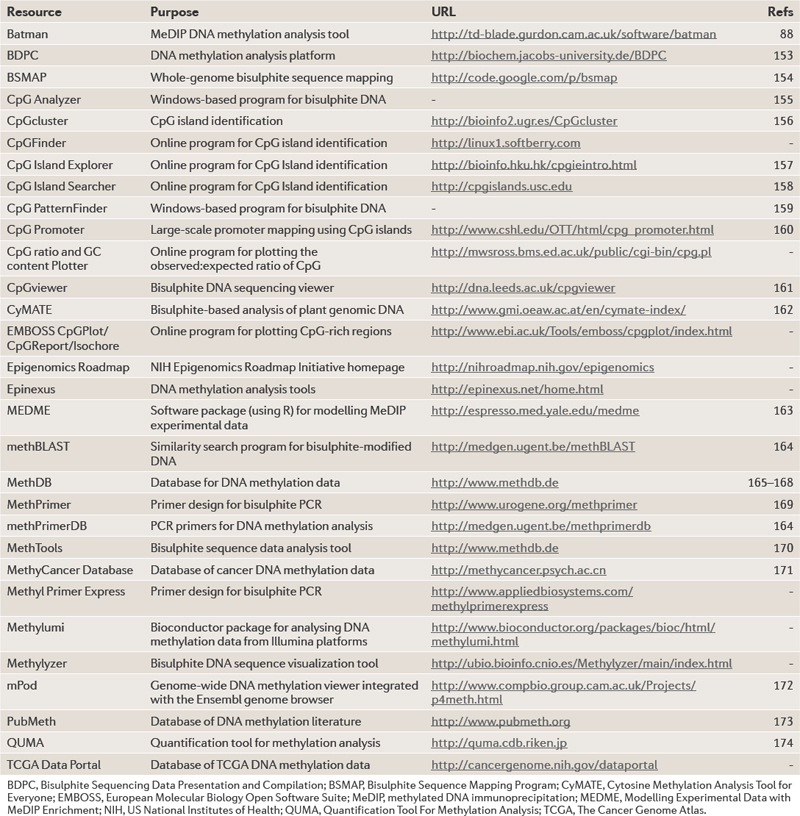 Resource Purpose URL Refs
Batman MeDIP DNA methylation analysis tool http://td-blade.gurdon.cam.ac.uk/software/batman 88
BDPC DNA methylation analysis platform http://biochem.jacobs-university.de/BDPC 153
BSMAP Whole-genome bisulphite sequence mapping http://code.google.com/p/bsmap 154
CpG Analyzer Windows-based program for bisulphite DNA - 155
CpGcluster CpG island identification http://bioinfo2.ugr.es/CpGcluster 156
CpGFinder Online program for CpG island identification http://linux1.softberry.com -
CpG Island Explorer Online program for CpG Island identification http://bioinfo.hku.hk/cpgieintro.html 157
CpG Island Searcher Online program for CpG Island identification http://cpgislands.usc.edu 158
CpG PatternFinder Windows-based program for bisulphite DNA - 159
CpG Promoter Large-scale promoter mapping using CpG islands http://www.cshl.edu/OTT/html/cpg_promoter.html 160
CpG ratio and GC Online program for plotting the http://mwsross.bms.ed.ac.uk/public/cgi-bin/cpg.pl -
content Plotter observed:expected ratio of CpG
CpGviewer Bisulphite DNA sequencing viewer http://dna.leeds.ac.uk/cpgviewer 161
CyMATE Bisulphite-based analysis of plant genomic DNA http://www.gmi.oeaw.ac.at/en/cymate-index/ 162
EMBOSS CpGPlot/ Online program for plotting CpG-rich regions http://www.ebi.ac.uk/Tools/emboss/cpgplot/index.html -
CpGReport/Isochore
Epigenomics Roadmap NIH Epigenomics Roadmap Initiative homepage http://nihroadmap.nih.gov/epigenomics -
Epinexus DNA methylation analysis tools http://epinexus.net/home.html -
MEDME Software package (using R) for modelling MeDIP http://espresso.med.yale.edu/medme 163
experimental data
methBLAST Similarity search program for bisulphite-modified http://medgen.ugent.be/methBLAST 164
DNA
MethDB Database for DNA methylation data http://www.methdb.de 165–168
MethPrimer Primer design for bisulphite PCR http://www.urogene.org/methprimer 169
methPrimerDB PCR primers for DNA methylation analysis http://medgen.ugent.be/methprimerdb 164
MethTools Bisulphite sequence data analysis tool http://www.methdb.de 170
MethyCancer Database Database of cancer DNA methylation data http://methycancer.psych.ac.cn 171
Methyl Primer Express Primer design for bisulphite PCR http://www.appliedbiosystems.com/ -
methylprimerexpress
Methylumi Bioconductor package for analysing DNA http://www.bioconductor.org/packages/bioc/html/ -
methylation data from Illumina platforms methylumi.html
Methylyzer Bisulphite DNA sequence visualization tool http://ubio.bioinfo.cnio.es/Methylyzer/main/index.html -
mPod Genome-wide DNA methylation viewer integrated http://www.compbio.group.cam.ac.uk/Projects/ 172
with the Ensembl genome browser p4meth.html
PubMeth Database of DNA methylation literature http://www.pubmeth.org 173
QUMA Quantification tool for methylation analysis http://quma.cdb.riken.jp 174
TCGA Data Portal Database of TCGA DNA methylation data http://cancergenome.nih.gov/dataportal -
BDPC, Bisulphite Sequencing Data Presentation and Compilation; BSMAP, Bisulphite Sequence Mapping Program; CyMATE, Cytosine Methylation Analysis Tool for
Everyone; EMBOSS, European Molecular Biology Open Software Suite; MeDIP, methylated DNA immunoprecipitation; MEDME, Modelling Experimental Data with
MeDIP Enrichment; NIH, US National Institutes of Health; QUMA, Quantification Tool For Methylation Analysis; TCGA, The Cancer Genome Atlas.